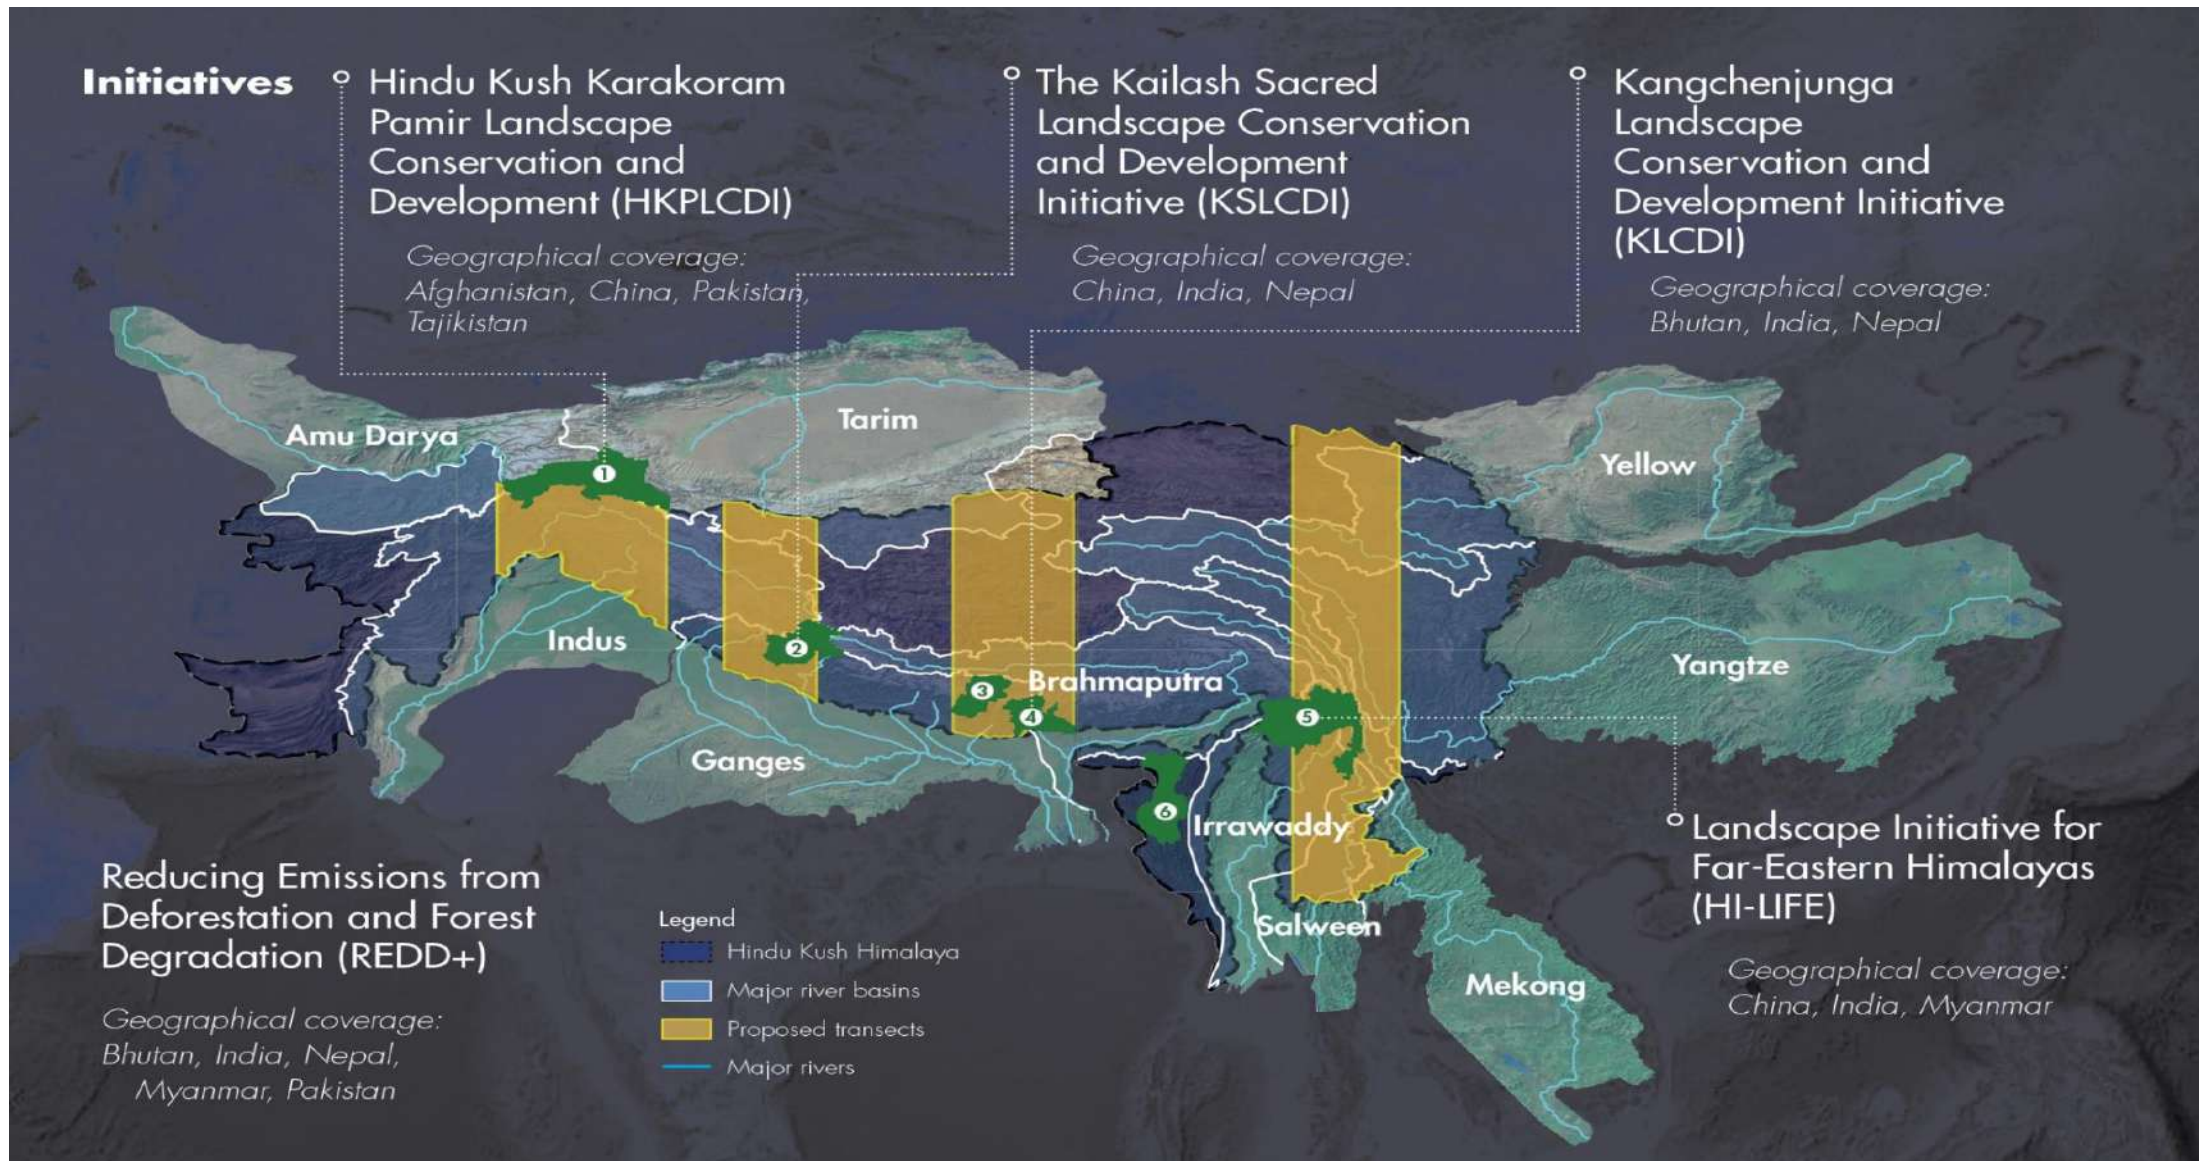 Initiatives
Hindu Kush Karakoram
Pamir Landscape
Conservation and
Development (HKPLCDI)
Geographical coverage:
Afghanistan, China, Pakistan,
Tajikistan
The Kailash Sacred
Landscape Conservation
and Development
Initiative (KSLCDI)
Geographical coverage:
China, India, Nepal
Kangchenjunga
Landscape
Conservation and
Development Initiative
(KLCDI)
Geographical coverage:
Bhutan, India, Nepal
Amu Darya
Tarim
Yellow
1
Indus
2
Yangtze
3
Brahmaputra
4
5
Ganges
6
Irrawaddy
Salween
Mekong
Landscape Initiative for
Far-Eastern Himalayas
(HI-LIFE)
Geographical coverage:
China, India, Myanmar
Reducing Emissions from
Deforestation and Forest
Degradation (REDD+)
Geographical coverage:
Bhutan, India, Nepal,
Myanmar, Pakistan
Legend
Hindu Kush Himalaya
Major river basins
Proposed transects
Major rivers